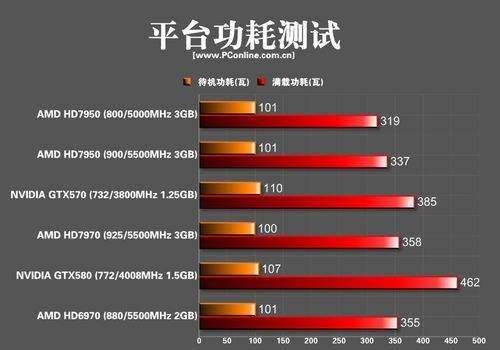 平台功耗测试
[www.PConline.com.cn]
待机功耗(瓦) 满载功耗(瓦)
AMD HD7950 (800/5000MHz 3GB) 101
319
AMD HD7950 (900/5500MHz 3GB) 101
337
NVIDIA GTX570 (732/3800MHz 1.25GB) 110
385
AMD HD7970 (925/5500MHz 3GB) 100
358
NVIDIA GTX580 (772/4008MHz 1.5GB) 107
462
AMD HD6970 (880/5500MHz 2GB) 101
355
0 50 100 150 200 250 300 350 400 450 500